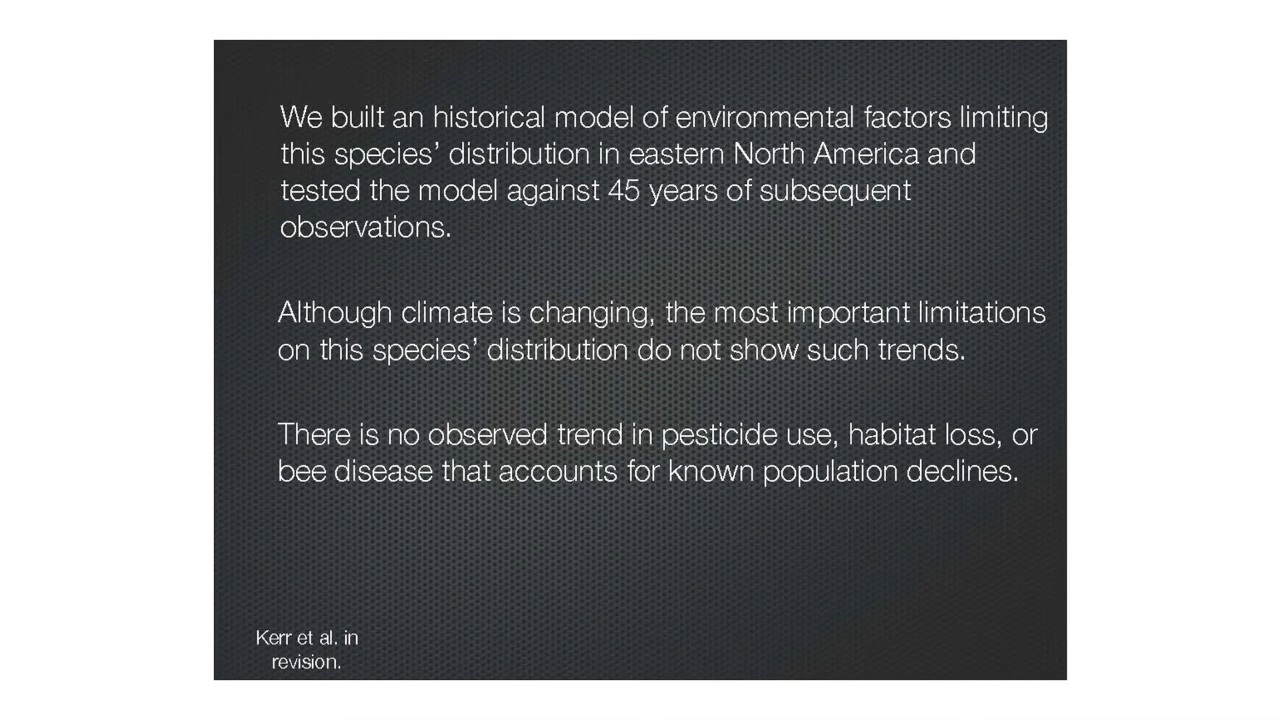 We built an historical model of environmental factors limiting
this species’ distribution in eastern North America and
tested the model against 45 years of subsequent
observations.
Although climate is changing, the most important limitations
on this species’ distribution do not show such trends.
There is no observed trend in pesticide use, habitat loss, or
bee disease that accounts for known population declines.
Kerr et al. in
revision.